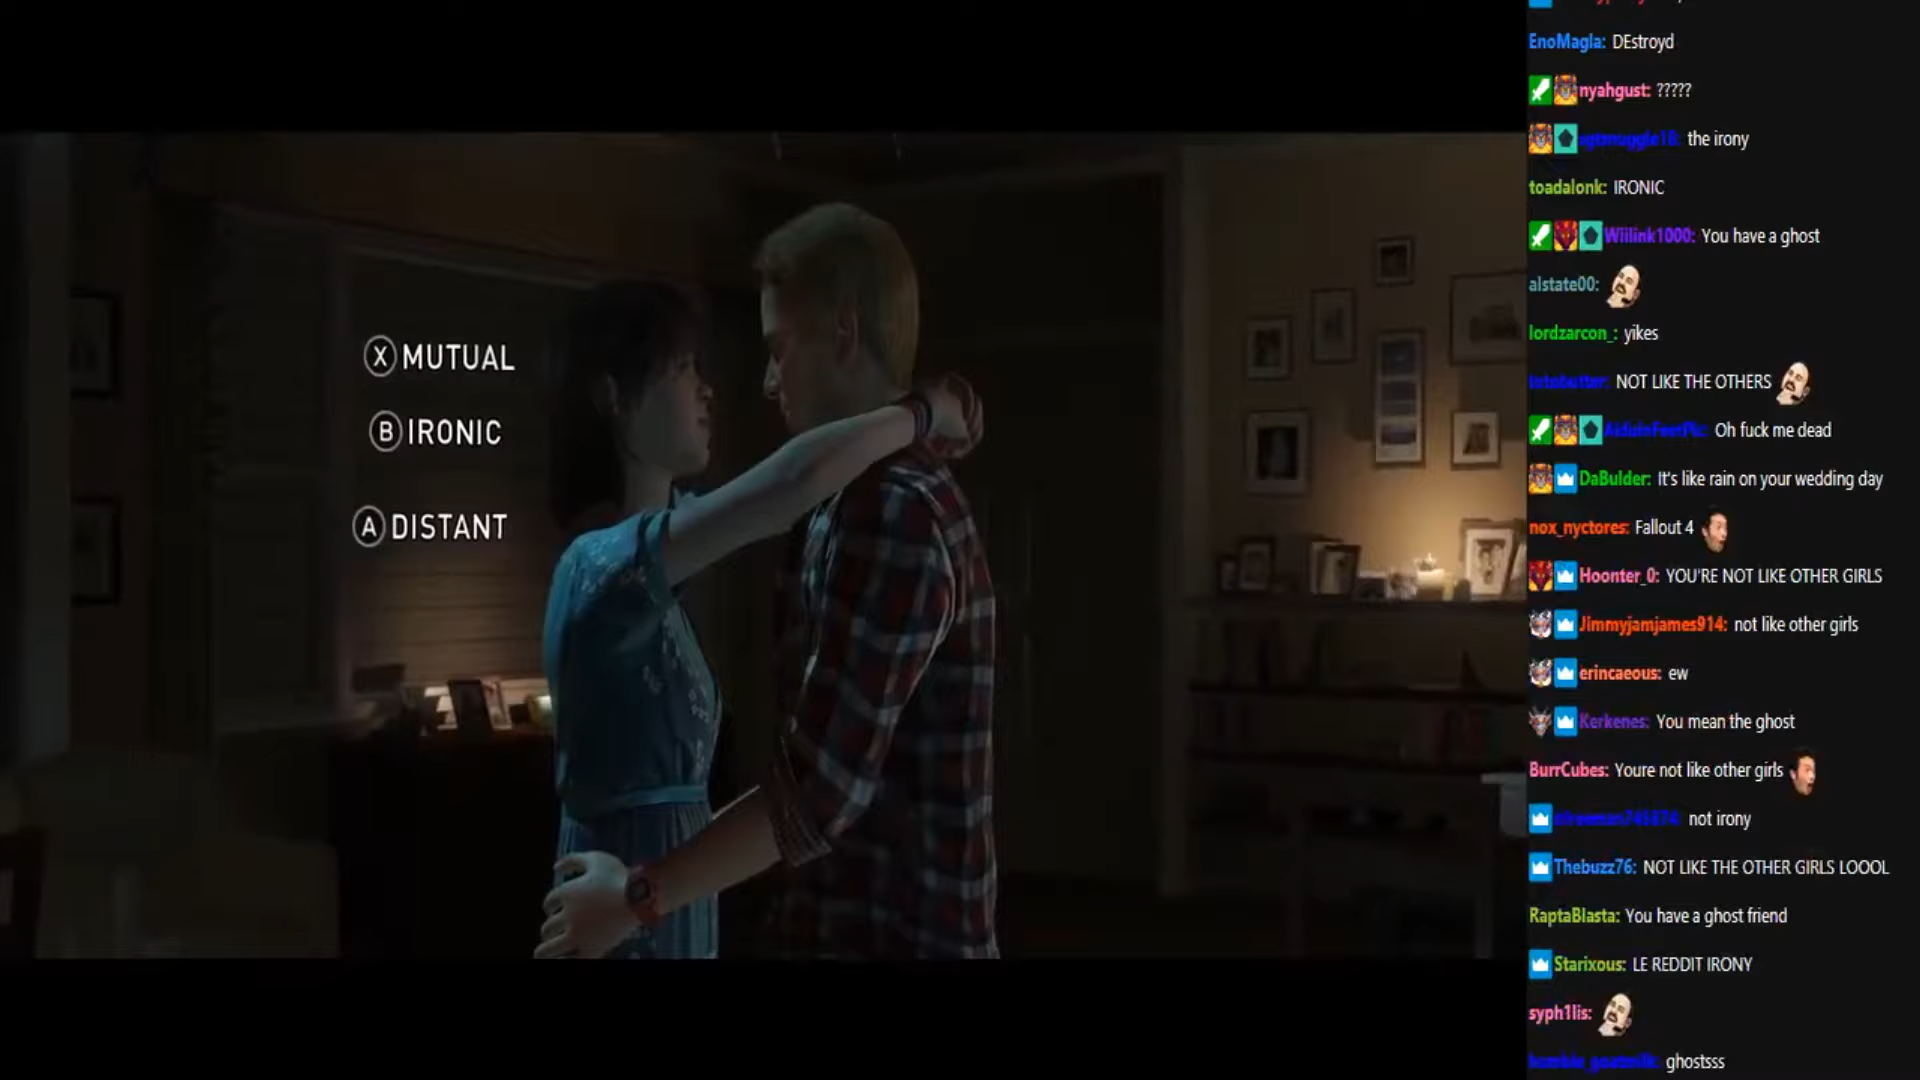 MUTUAL
IRONIC
DISTANT
X
B
A
EnoMagla: DEstroyd
nyahgust: ?????
the irony
toadalonk: IRONIC
Wiilink1000: You have a ghost
alstate00:
lordzarcon_: yikes
NOT LIKE THE OTHERS
Oh fuck me dead
DaBulder: It's like rain on your wedding day
nox_nyctores: Fallout 4
Hoonter_0: YOU'RE NOT LIKE OTHER GIRLS
Jimmyjamjames914: not like other girls
erincaeous: ew
Kerkenes: You mean the ghost
BurrCubes: Youre not like other girls
not irony
Thebuzz76: NOT LIKE THE OTHER GIRLS LOOOL
RaptaBlasta: You have a ghost friend
Starixous: LE REDDIT IRONY
syph1lis:
ghostsss